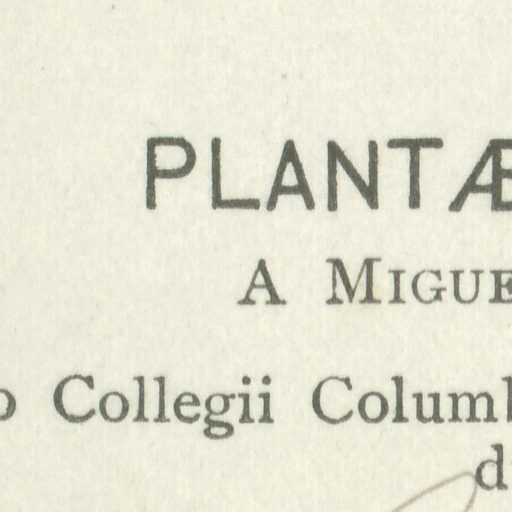 PLANTÆ
A MIGUE
o Collegii Columb
d